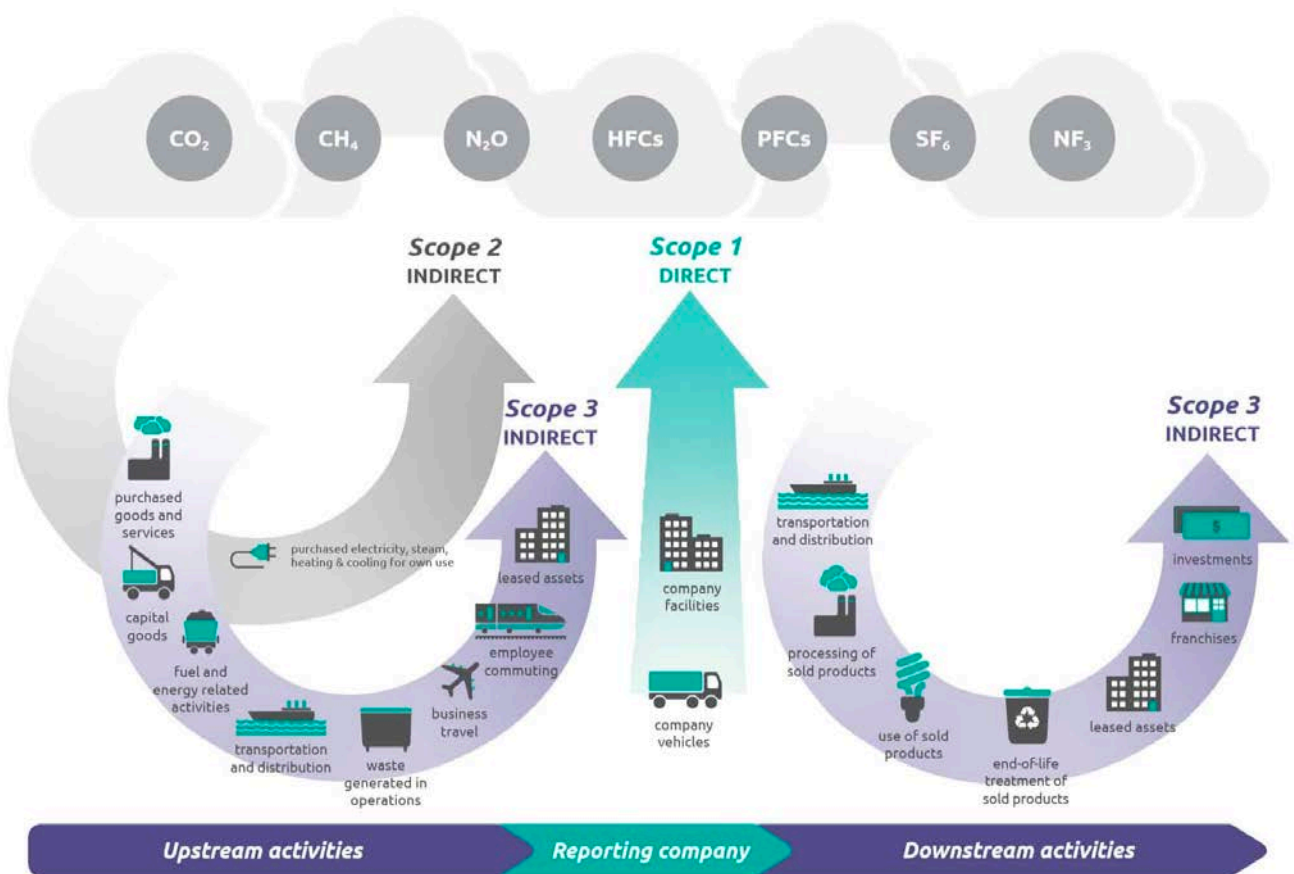 CO₂
CH₄
N₂O
HFCs
PFCs
SF₆
NF₃
Scope 2
INDIRECT
Scope 1
DIRECT
Scope 3
INDIRECT
Scope 3
INDIRECT
purchased
goods and
services
capital
goods
fuel and
energy related
activities
transportation
and distribution
waste
generated in
operations
business
travel
employee
commuting
leased assets
purchased electricity, steam,
heating & cooling for own use
company
facilities
company
vehicles
transportation
and distribution
processing of
sold products
use of sold
products
end-of-life
treatment of
sold products
leased assets
franchises
$
investments
Upstream activities
Reporting company
Downstream activities